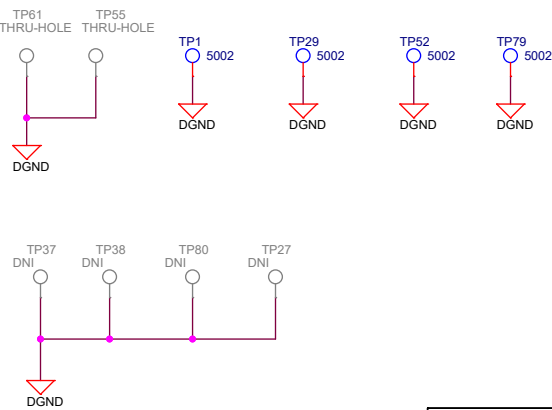 TP61 TP55
THRU-HOLE THRU-HOLE
TP1 TP29 TP52 TP79
5002 5002 5002 5002
DGND DGND DGND DGND
DGND
TP37 TP38 TP80 TP27
DNI DNI DNI DNI
DGND